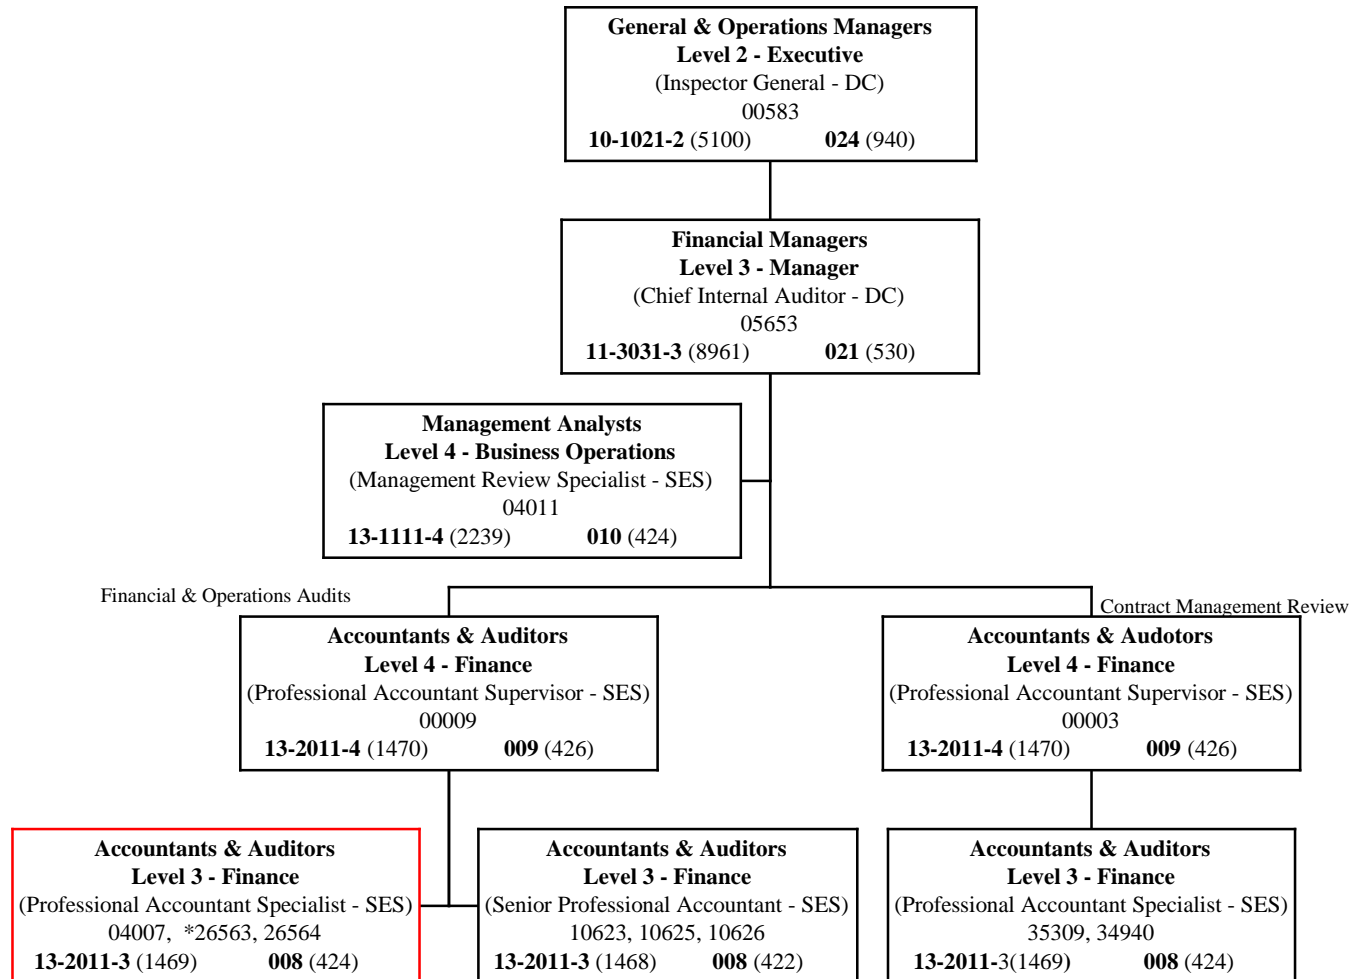 General & Operations Managers
Level 2 - Executive
(Inspector General - DC)
00583
10-1021-2 (5100) 024 (940)
Financial Managers
Level 3 - Manager
(Chief Internal Auditor - DC)
05653
11-3031-3 (8961) 021 (530)
Management Analysts
Level 4 - Business Operations
(Management Review Specialist - SES)
04011
13-1111-4 (2239) 010 (424)
Financial & Operations Audits
Accountants & Auditors
Level 4 - Finance
(Professional Accountant Supervisor - SES)
00009
13-2011-4 (1470) 009 (426)
Contract Management Review
Accountants & Audotors
Level 4 - Finance
(Professional Accountant Supervisor - SES)
00003
13-2011-4 (1470) 009 (426)
Accountants & Auditors
Level 3 - Finance
(Professional Accountant Specialist - SES)
04007, *26563, 26564
13-2011-3 (1469) 008 (424)
Accountants & Auditors
Level 3 - Finance
(Senior Professional Accountant - SES)
10623, 10625, 10626
13-2011-3 (1468) 008 (422)
Accountants & Auditors
Level 3 - Finance
(Professional Accountant Specialist - SES)
35309, 34940
13-2011-3(1469) 008 (424)